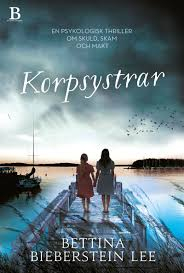 B
EN PSYKOLOGISK THRILLER
OM SKULD, SKAM
OCH MAKT
Korpsystrar
BETTINA
BIEBERSTEIN LEE